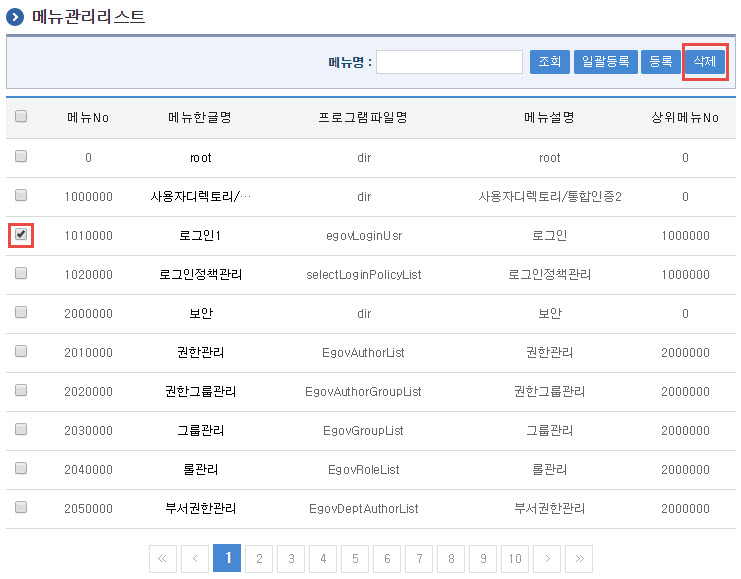 메뉴관리리스트
메뉴명 : 조회 일괄등록 등록 삭제
메뉴No 메뉴한글명 프로그램파일명 메뉴설명 상위메뉴No
0 root dir root 0
1000000 사용자디렉토리/… dir 사용자디렉토리/통합인증2 0
1010000 로그인1 egovLoginUsr 로그인 1000000
1020000 로그인정책관리 selectLoginPolicyList 로그인정책관리 1000000
2000000 보안 dir 보안 0
2010000 권한관리 EgovAuthorList 권한관리 2000000
2020000 권한그룹관리 EgovAuthorGroupList 권한그룹관리 2000000
2030000 그룹관리 EgovGroupList 그룹관리 2000000
2040000 롤관리 EgovRoleList 롤관리 2000000
2050000 부서권한관리 EgovDeptAuthorList 부서권한관리 2000000
« ‹ 1 2 3 4 5 6 7 8 9 10 › »